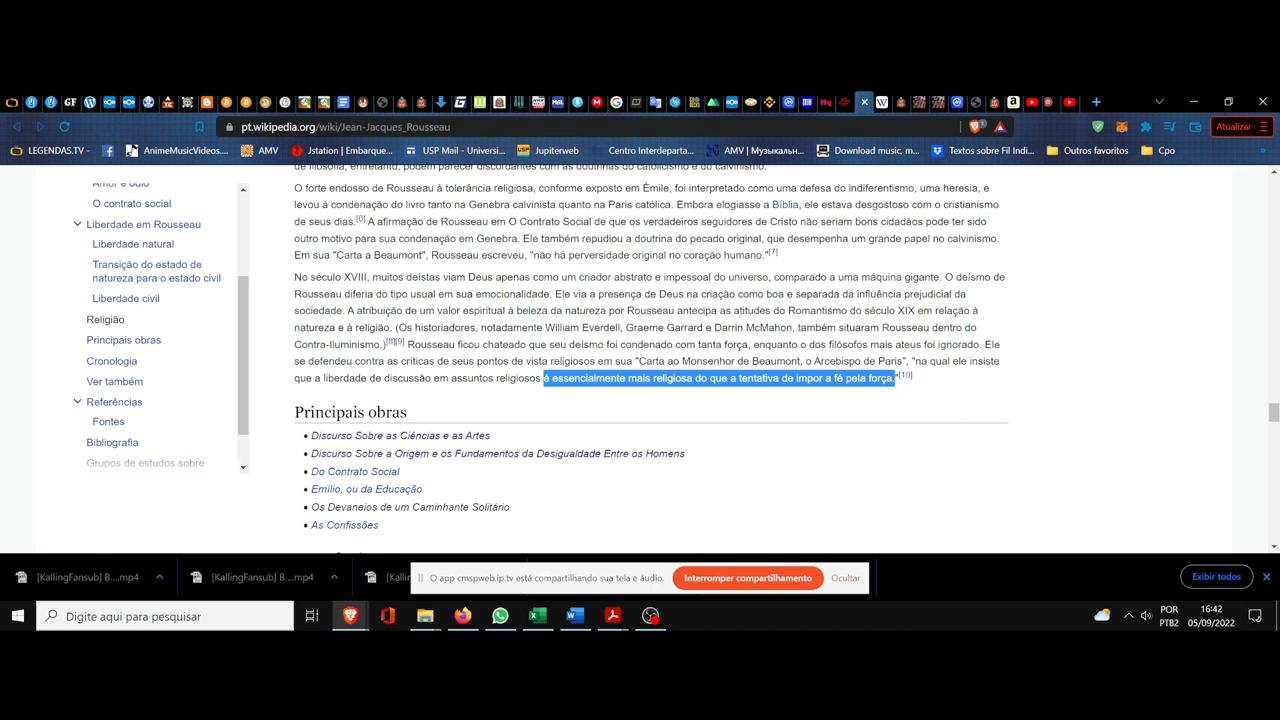 pt.wikipedia.org/wiki/Jean-Jacques_Rousseau
Atualizar
LEGENDAS.TV
AnimeMusicVideos...
AMV
Jstation | Embarque...
USP Mail - Universi...
Jupiterweb
Centro Interdeparta...
AMV | Музыкальн...
Download music, m...
Textos sobre Fil Indi...
Outros favoritos
Cpo
Amor e ódio
O contrato social
Liberdade em Rousseau
Liberdade natural
Transição do estado de
natureza para o estado civil
Liberdade civil
Religião
Principais obras
Cronologia
Ver também
Referências
Fontes
Bibliografia
Grupos de estudos sobre
de filosofia, entretanto, podem parecer discordantes com as doutrinas do catolicismo e do calvinismo.
O forte endosso de Rousseau à tolerância religiosa, conforme exposto em Émile, foi interpretado como uma defesa do indiferentismo, uma heresia, e
levou à condenação do livro tanto na Genebra calvinista quanto na Paris católica. Embora elogiasse a Bíblia, ele estava desgostoso com o cristianismo
de seus dias.[6] A afirmação de Rousseau em O Contrato Social de que os verdadeiros seguidores de Cristo não seriam bons cidadãos pode ter sido
outro motivo para sua condenação em Genebra. Ele também repudiou a doutrina do pecado original, que desempenha um grande papel no calvinismo.
Em sua "Carta a Beaumont", Rousseau escreveu, "não há perversidade original no coração humano."[7]
No século XVIII, muitos deístas viam Deus apenas como um criador abstrato e impessoal do universo, comparado a uma máquina gigante. O deísmo de
Rousseau diferia do tipo usual em sua emocionalidade. Ele via a presença de Deus na criação como boa e separada da influência prejudicial da
sociedade. A atribuição de um valor espiritual à beleza da natureza por Rousseau antecipa as atitudes do Romantismo do século XIX em relação à
natureza e à religião. (Os historiadores, notadamente William Everdell, Graeme Garrard e Darrin McMahon, também situaram Rousseau dentro do
Contra-Iluminismo.)[8][9] Rousseau ficou chateado que seu deísmo foi condenado com tanta força, enquanto o dos filósofos mais ateus foi ignorado. Ele
se defendeu contra as críticas de seus pontos de vista religiosos em sua "Carta ao Monsenhor de Beaumont, o Arcebispo de Paris", "na qual ele insiste
que a liberdade de discussão em assuntos religiosos é essencialmente mais religiosa do que a tentativa de impor a fé pela força."[10]
Principais obras
Discurso Sobre as Ciências e as Artes
Discurso Sobre a Origem e os Fundamentos da Desigualdade Entre os Homens
Do Contrato Social
Emílio, ou da Educação
Os Devaneios de um Caminhante Solitário
As Confissões
[KallingFansub] B....mp4
[KallingFansub] B....mp4
[Kallin
O app cmspweb.ip.tv está compartilhando sua tela e áudio.
Interromper compartilhamento
Ocultar
Exibir todos
Digite aqui para pesquisar
POR
PTB2
16:42
05/09/2022